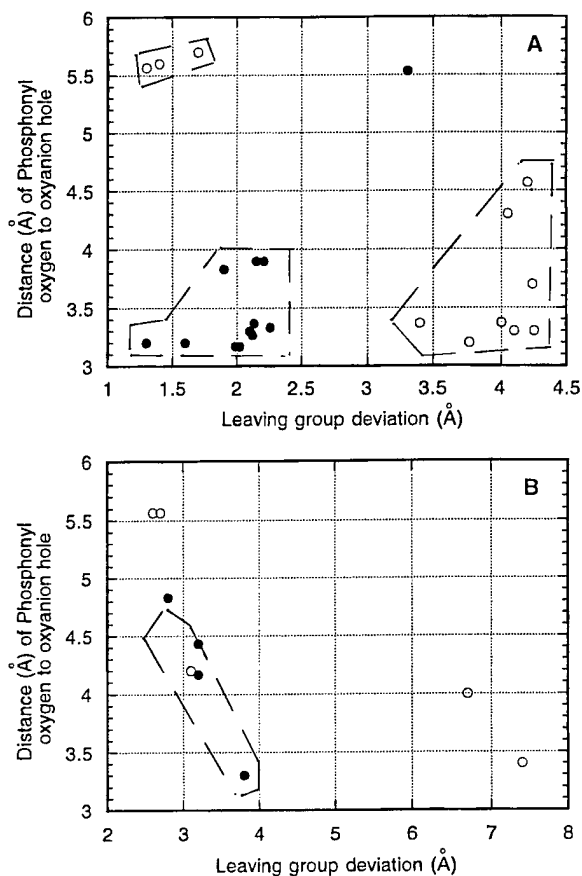 A
Distance (Å) of Phosphonyl
oxygen to oxyanion hole
6
5.5
5
4.5
4
3.5
3
1 1.5 2 2.5 3 3.5 4 4.5
Leaving group deviation (Å)
B
Distance (Å) of Phosphonyl
oxygen to oxyanion hole
6
5.5
5
4.5
4
3.5
3
2 3 4 5 6 7 8
Leaving group deviation (Å)